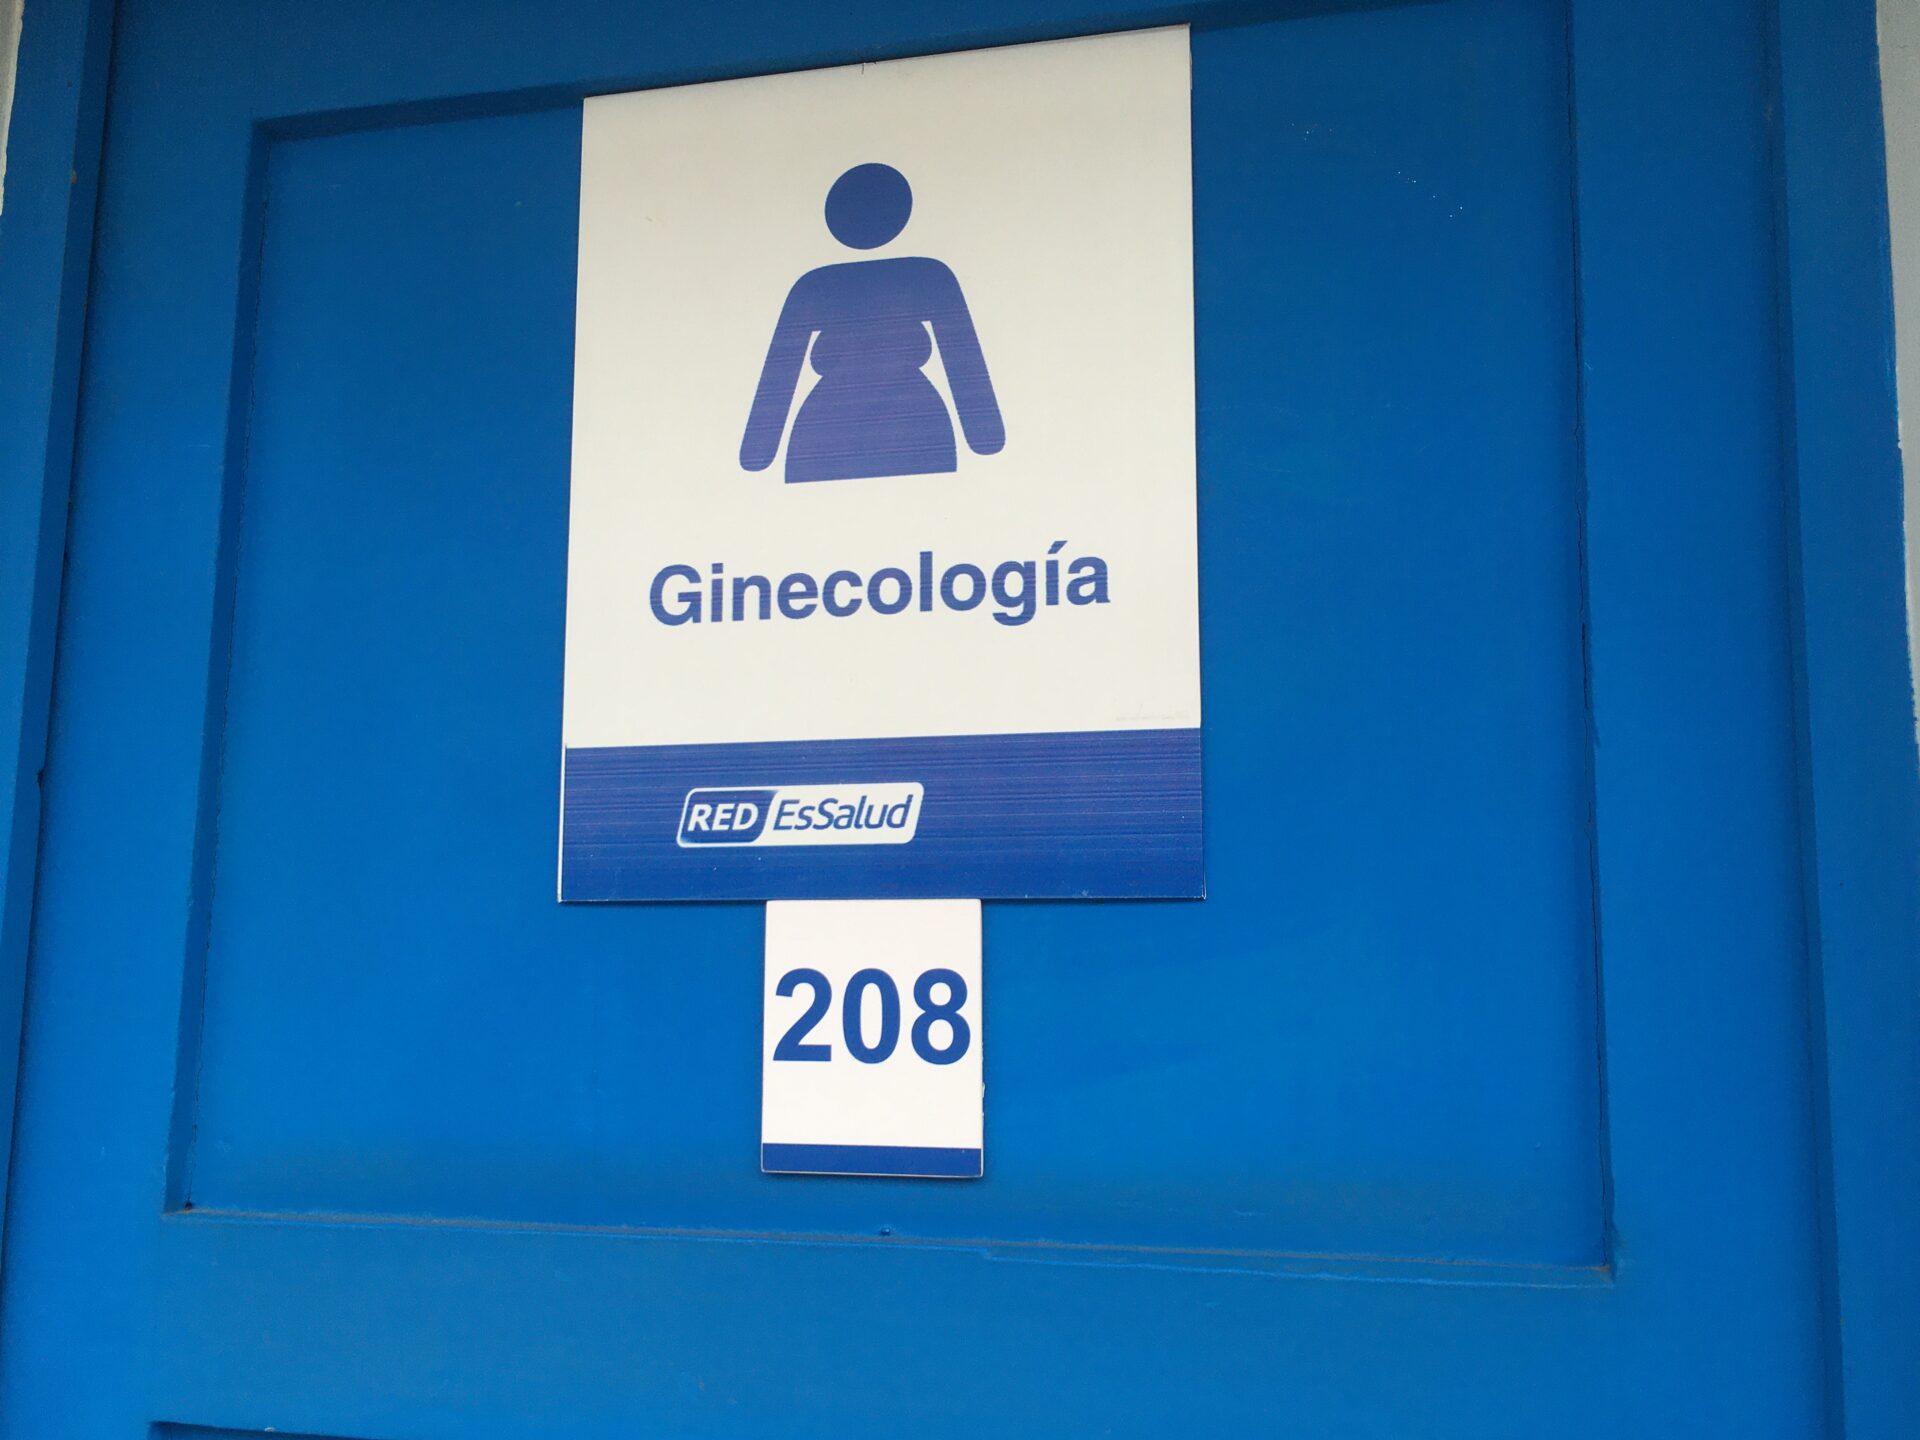 Ginecología
RED EsSalud
208